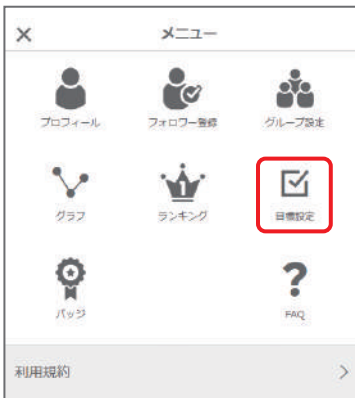 メニュー
プロフィール
フォロワー登録
グループ設定
グラフ
ランキング
目標設定
バッジ
FAQ
利用規約